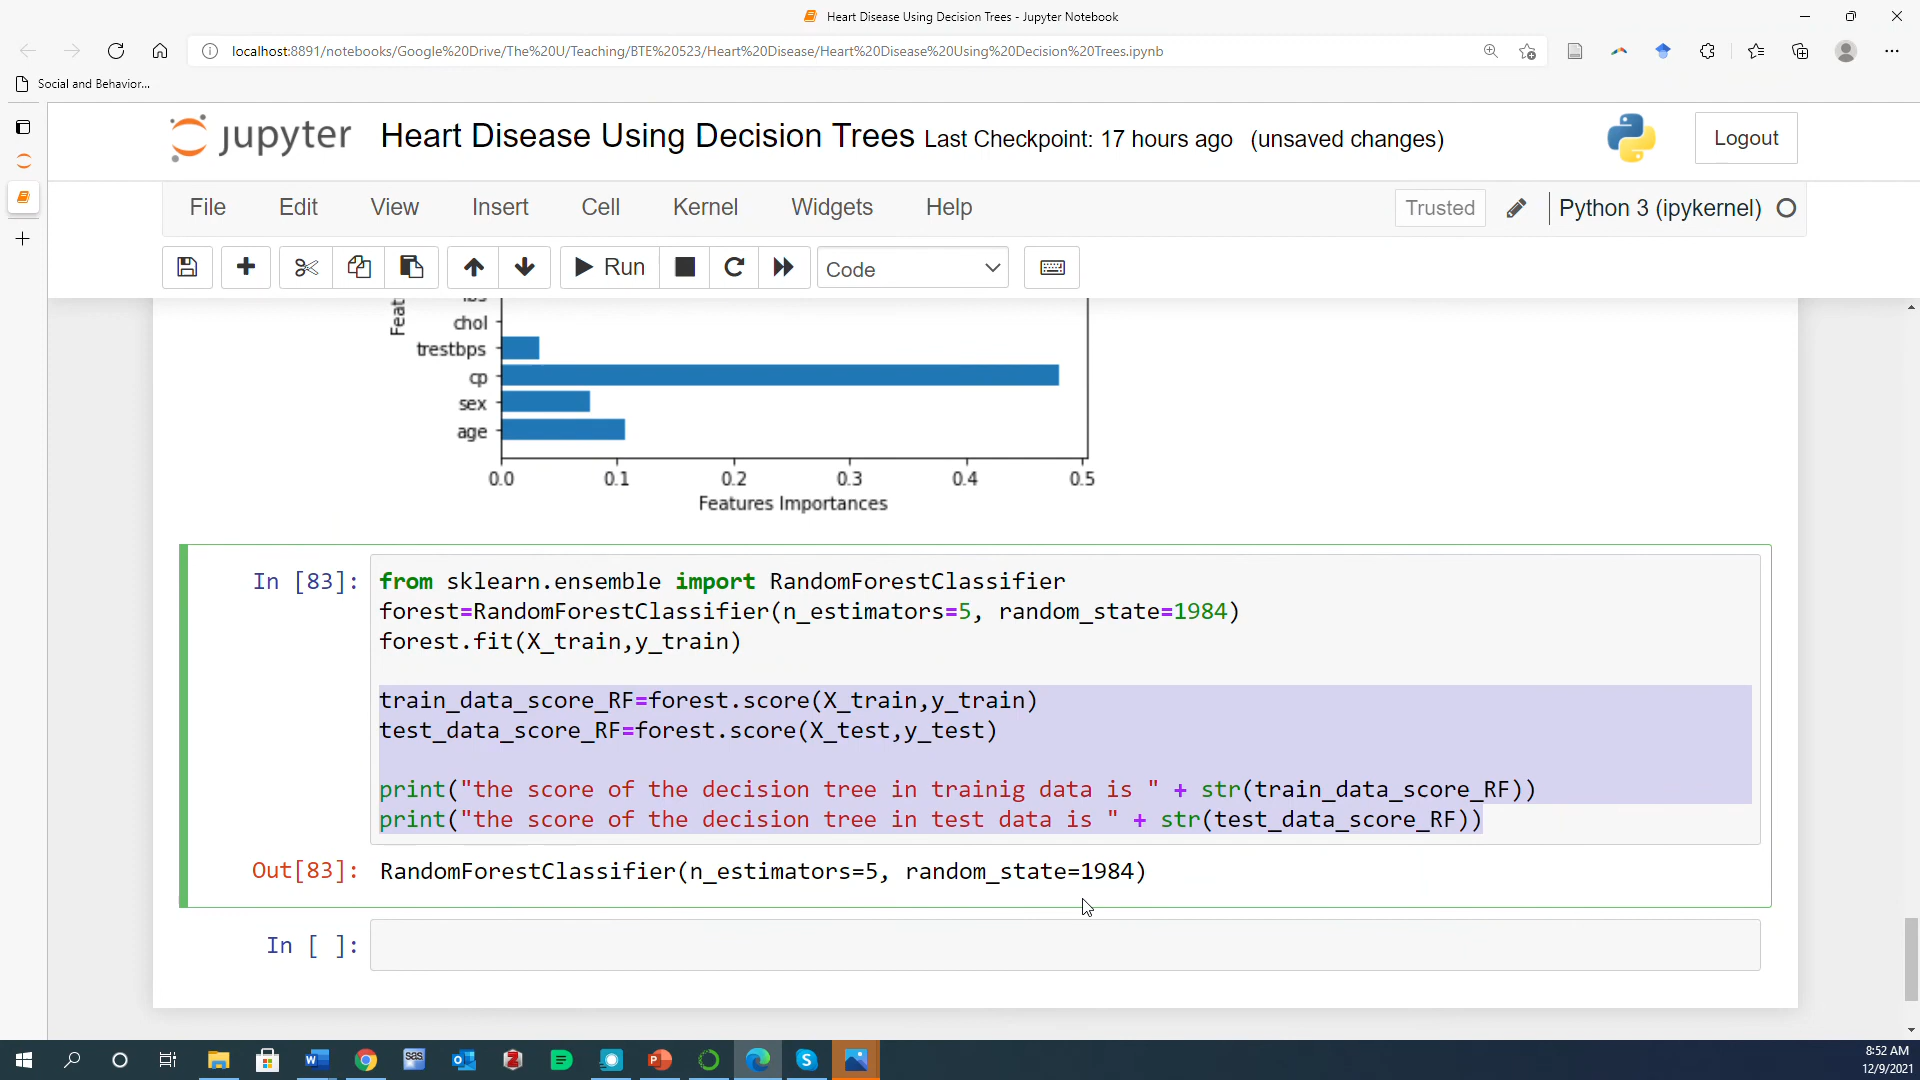 Heart Disease Using Decision Trees - Jupyter Notebook
localhost:8891/notebooks/Google%20Drive/The%20U/Teaching/BTE%20523/Heart%20Disease/Heart%20Disease%20Using%20Decision%20Trees.ipynb
Social and Behavior...
jupyter Heart Disease Using Decision Trees Last Checkpoint: 17 hours ago (unsaved changes)
Logout
File Edit View Insert Cell Kernel Widgets Help
Trusted
Python 3 (ipykernel)
Run
Code
chol
trestbps
cp
sex
age
0.0 0.1 0.2 0.3 0.4 0.5
Features Importances
In [83]: from sklearn.ensemble import RandomForestClassifier
forest=RandomForestClassifier(n_estimators=5, random_state=1984)
forest.fit(X_train,y_train)
train_data_score_RF=forest.score(X_train,y_train)
test_data_score_RF=forest.score(X_test,y_test)
print("the score of the decision tree in trainig data is " + str(train_data_score_RF))
print("the score of the decision tree in test data is " + str(test_data_score_RF))
Out[83]: RandomForestClassifier(n_estimators=5, random_state=1984)
In [ ]:
8:52 AM
12/9/2021